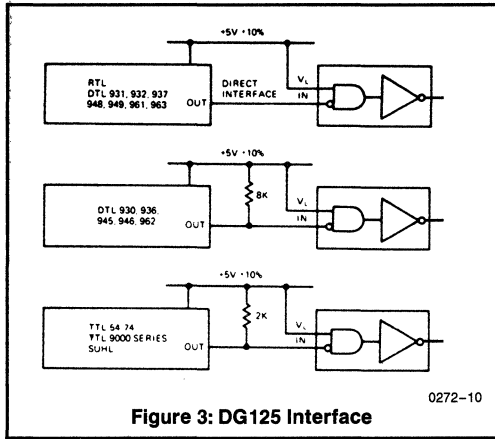 +5V ·10%
RTL
DTL 931, 932, 937
948, 949, 961, 963
OUT
DIRECT
INTERFACE
VL
IN
+5V ·10%
DTL 930, 936,
945, 946, 962
OUT
8K
VL
IN
+5V ·10%
TTL 54 74
TTL 9000 SERIES
SUHL
OUT
2K
VL
IN
0272–10
Figure 3: DG125 Interface